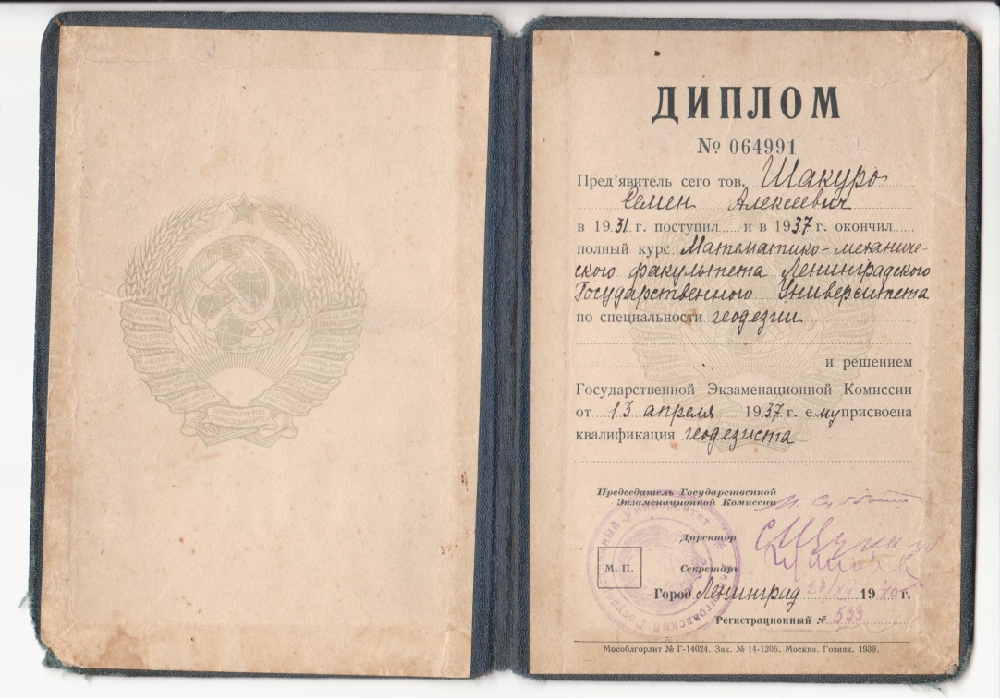 ДИПЛОМ
№ 064991
Пред'явитель сего тов. Шакуро
Семен Алексеевич
в 1931 г. поступил и в 1937 г. окончил
полный курс Математико-механиче-
ского факультета Ленинградского
Государственного Университета
по специальности геодезии
и решением
Государственной Экзаменационной Комиссии
от 13 апреля 1937 г. ему присвоена
квалификация геодезиста
Председатель Государственной
Экзаменационной Комиссии
Директор
М. П.
Секретарь
Город Ленинград 1940 г.
Регистрационный № 533
Мособлгорлит № Г-14024. Зак. № 14-1205. Москва. Гознак. 1939.